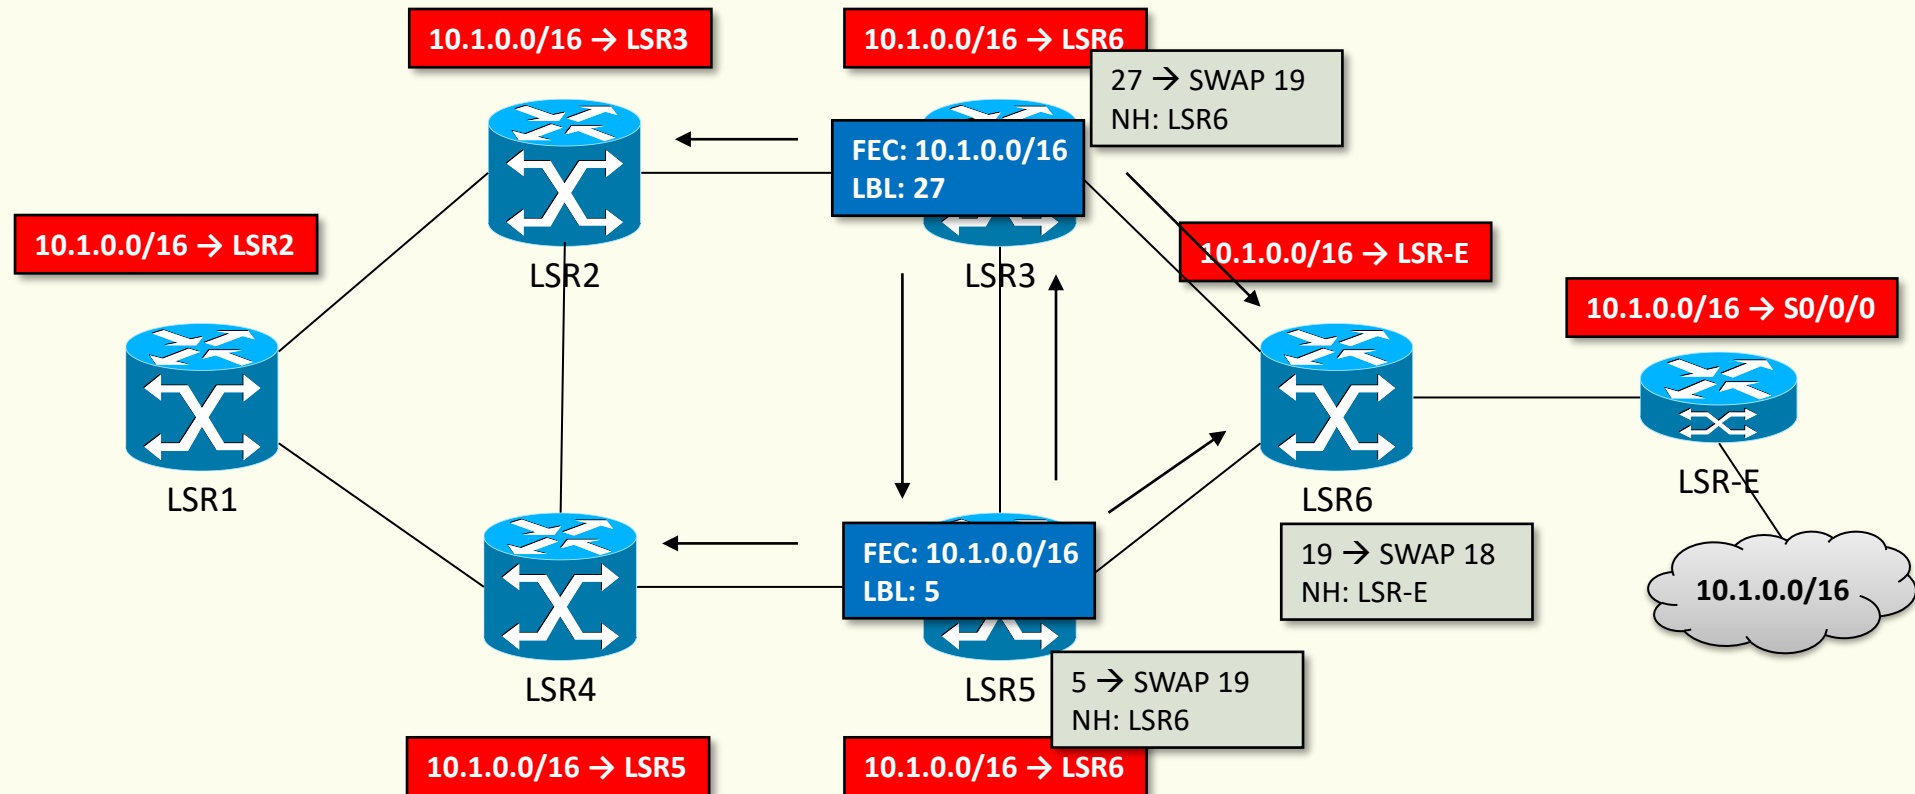 10.1.0.0/16 → LSR3
10.1.0.0/16 → LSR6
27 → SWAP 19
NH: LSR6
FEC: 10.1.0.0/16
LBL: 27
10.1.0.0/16 → LSR2
10.1.0.0/16 → LSR-E
LSR2
LSR3
10.1.0.0/16 → S0/0/0
LSR1
LSR6
LSR-E
FEC: 10.1.0.0/16
LBL: 5
19 → SWAP 18
NH: LSR-E
10.1.0.0/16
LSR4
LSR5
5 → SWAP 19
NH: LSR6
10.1.0.0/16 → LSR5
10.1.0.0/16 → LSR6